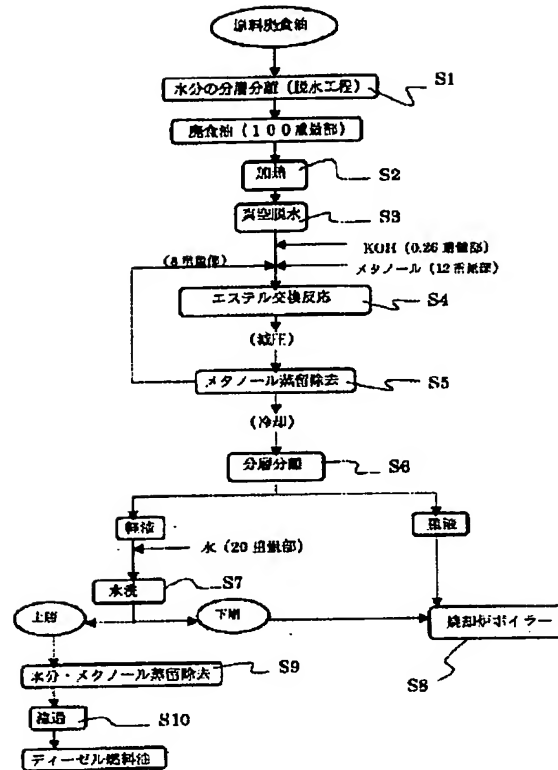 原料廃食油
水分の分層分離（脱水工程） S1
廃食油（100重量部）
加熱 S2
真空脱水 S3
KOH（0.26重量部）
（8重量部） メタノール（12重量部）
エステル交換反応 S4
（減圧）
メタノール蒸留除去 S5
（冷却）
分層分離 S6
軽液 重液
水（20重量部）
水洗 S7
上層 下層 焼却炉ボイラー
S8
水分・メタノール蒸留除去 S9
濾過 S10
ディーゼル燃料油